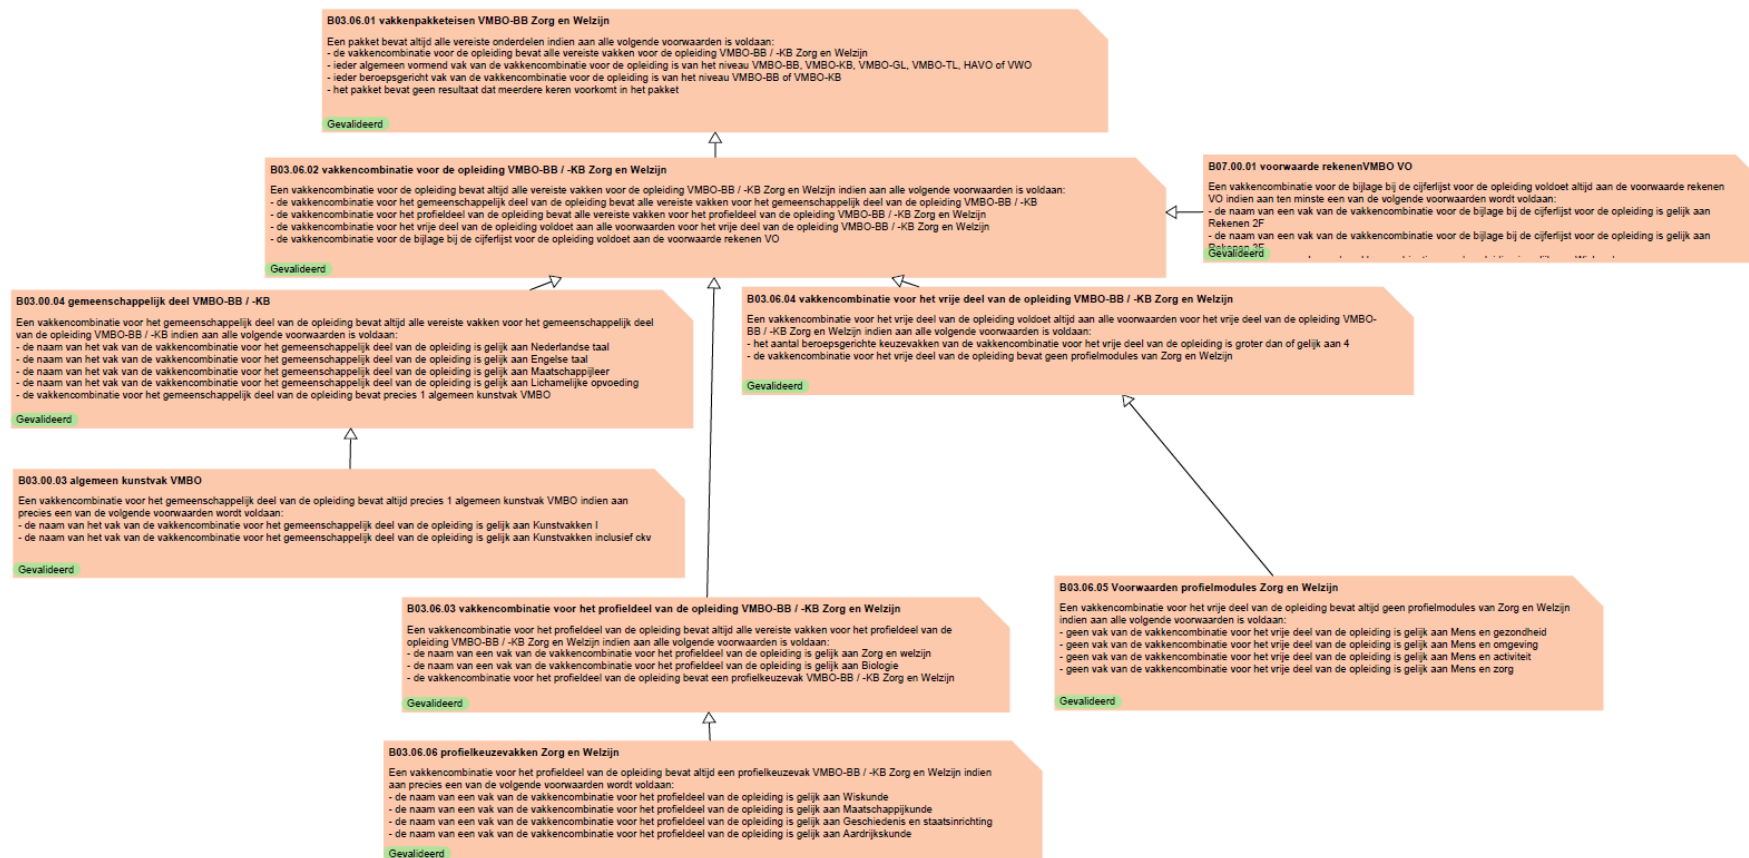 B03.06.01 vakkenpakketeisen VMBO-BB Zorg en Welzijn
Een pakket bevat altijd alle vereiste onderdelen indien aan alle volgende voorwaarden is voldaan:
- de vakkencombinatie voor de opleiding bevat alle vereiste vakken voor de opleiding VMBO-BB / -KB Zorg en Welzijn
- ieder algemeen vormend vak van de vakkencombinatie voor de opleiding is van het niveau VMBO-BB, VMBO-KB, VMBO-GL, VMBO-TL, HAVO of VWO
- ieder beroepsgericht vak van de vakkencombinatie voor de opleiding is van het niveau VMBO-BB of VMBO-KB
- het pakket bevat geen resultaat dat meerdere keren voorkomt in het pakket
Gevalideerd
B03.06.02 vakkencombinatie voor de opleiding VMBO-BB / -KB Zorg en Welzijn
Een vakkencombinatie voor de opleiding bevat altijd alle vereiste vakken voor de opleiding VMBO-BB / -KB Zorg en Welzijn indien aan alle volgende voorwaarden is voldaan:
- de vakkencombinatie voor het gemeenschappelijk deel van de opleiding bevat alle vereiste vakken voor het gemeenschappelijk deel van de opleiding VMBO-BB / -KB
- de vakkencombinatie voor het profieldeel van de opleiding bevat alle vereiste vakken voor het profieldeel van de opleiding VMBO-BB / -KB Zorg en Welzijn
- de vakkencombinatie voor het vrije deel van de opleiding voldoet aan alle voorwaarden voor het vrije deel van de opleiding VMBO-BB / -KB Zorg en Welzijn
- de vakkencombinatie voor de bijlage bij de cijferlijst voor de opleiding voldoet aan de voorwaarde rekenen VO
Gevalideerd
B07.00.01 voorwaarde rekenenVMBO VO
Een vakkencombinatie voor de bijlage bij de cijferlijst voor de opleiding voldoet altijd aan de voorwaarde rekenen
VO indien aan ten minste een van de volgende voorwaarden wordt voldaan:
- de naam van een vak van de vakkencombinatie voor de bijlage bij de cijferlijst voor de opleiding is gelijk aan
Rekenen 2F
- de naam van een vak van de vakkencombinatie voor de bijlage bij de cijferlijst voor de opleiding is gelijk aan
Gevalideerd
B03.00.04 gemeenschappelijk deel VMBO-BB / -KB
Een vakkencombinatie voor het gemeenschappelijk deel van de opleiding bevat altijd alle vereiste vakken voor het gemeenschappelijk deel
van de opleiding VMBO-BB / -KB indien aan alle volgende voorwaarden is voldaan:
- de naam van het vak van de vakkencombinatie voor het gemeenschappelijk deel van de opleiding is gelijk aan Nederlandse taal
- de naam van het vak van de vakkencombinatie voor het gemeenschappelijk deel van de opleiding is gelijk aan Engelse taal
- de naam van het vak van de vakkencombinatie voor het gemeenschappelijk deel van de opleiding is gelijk aan Maatschappijleer
- de naam van het vak van de vakkencombinatie voor het gemeenschappelijk deel van de opleiding is gelijk aan Lichamelijke opvoeding
- de vakkencombinatie voor het gemeenschappelijk deel van de opleiding bevat precies 1 algemeen kunstvak VMBO
Gevalideerd
B03.06.04 vakkencombinatie voor het vrije deel van de opleiding VMBO-BB / -KB Zorg en Welzijn
Een vakkencombinatie voor het vrije deel van de opleiding voldoet altijd aan alle voorwaarden voor het vrije deel van de opleiding VMBO-
BB / -KB Zorg en Welzijn indien aan alle volgende voorwaarden is voldaan:
- het aantal beroepsgerichte keuzevakken van de vakkencombinatie voor het vrije deel van de opleiding is groter dan of gelijk aan 4
- de vakkencombinatie voor het vrije deel van de opleiding bevat geen profielmodules van Zorg en Welzijn
Gevalideerd
B03.00.03 algemeen kunstvak VMBO
Een vakkencombinatie voor het gemeenschappelijk deel van de opleiding bevat altijd precies 1 algemeen kunstvak VMBO indien aan
precies een van de volgende voorwaarden wordt voldaan:
- de naam van het vak van de vakkencombinatie voor het gemeenschappelijk deel van de opleiding is gelijk aan Kunstvakken I
- de naam van het vak van de vakkencombinatie voor het gemeenschappelijk deel van de opleiding is gelijk aan Kunstvakken inclusief ckv
Gevalideerd
B03.06.03 vakkencombinatie voor het profieldeel van de opleiding VMBO-BB / -KB Zorg en Welzijn
Een vakkencombinatie voor het profieldeel van de opleiding bevat altijd alle vereiste vakken voor het profieldeel van de
opleiding VMBO-BB / -KB Zorg en Welzijn indien aan alle volgende voorwaarden is voldaan:
- de naam van een vak van de vakkencombinatie voor het profieldeel van de opleiding is gelijk aan Zorg en welzijn
- de naam van een vak van de vakkencombinatie voor het profieldeel van de opleiding is gelijk aan Biologie
- de vakkencombinatie voor het profieldeel van de opleiding bevat een profielkeuzevak VMBO-BB / -KB Zorg en Welzijn
Gevalideerd
B03.06.05 Voorwaarden profielmodules Zorg en Welzijn
Een vakkencombinatie voor het vrije deel van de opleiding bevat altijd geen profielmodules van Zorg en Welzijn
indien aan alle volgende voorwaarden is voldaan:
- geen vak van de vakkencombinatie voor het vrije deel van de opleiding is gelijk aan Mens en gezondheid
- geen vak van de vakkencombinatie voor het vrije deel van de opleiding is gelijk aan Mens en omgeving
- geen vak van de vakkencombinatie voor het vrije deel van de opleiding is gelijk aan Mens en activiteit
- geen vak van de vakkencombinatie voor het vrije deel van de opleiding is gelijk aan Mens en zorg
Gevalideerd
B03.06.06 profielkeuzevakken Zorg en Welzijn
Een vakkencombinatie voor het profieldeel van de opleiding bevat altijd een profielkeuzevak VMBO-BB / -KB Zorg en Welzijn indien
aan precies een van de volgende voorwaarden wordt voldaan:
- de naam van een vak van de vakkencombinatie voor het profieldeel van de opleiding is gelijk aan Wiskunde
- de naam van een vak van de vakkencombinatie voor het profieldeel van de opleiding is gelijk aan Maatschappijkunde
- de naam van een vak van de vakkencombinatie voor het profieldeel van de opleiding is gelijk aan Geschiedenis en staatsinrichting
- de naam van een vak van de vakkencombinatie voor het profieldeel van de opleiding is gelijk aan Aardrijkskunde
Gevalideerd